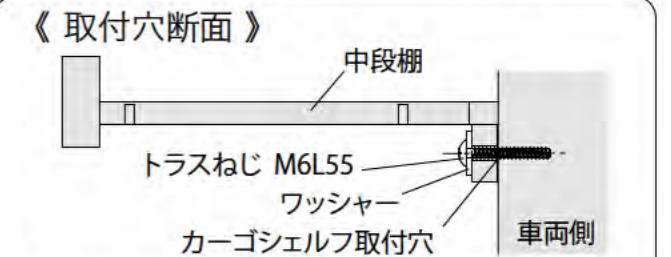 《 取付穴断面 》
中段棚
トラスねじ M6L55
ワッシャー
カーゴシェルフ取付穴
車両側